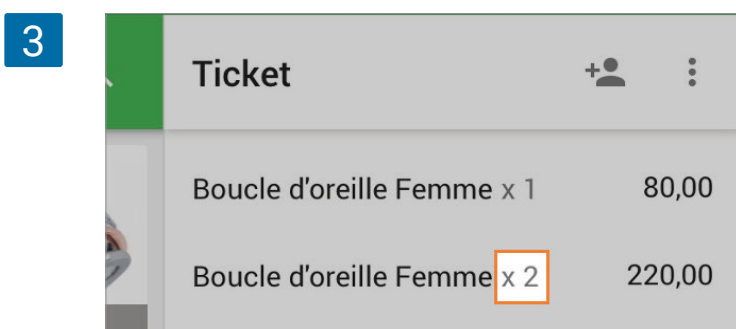 3
Ticket
Boucle d'oreille Femme x 1 80,00
Boucle d'oreille Femme x 2 220,00